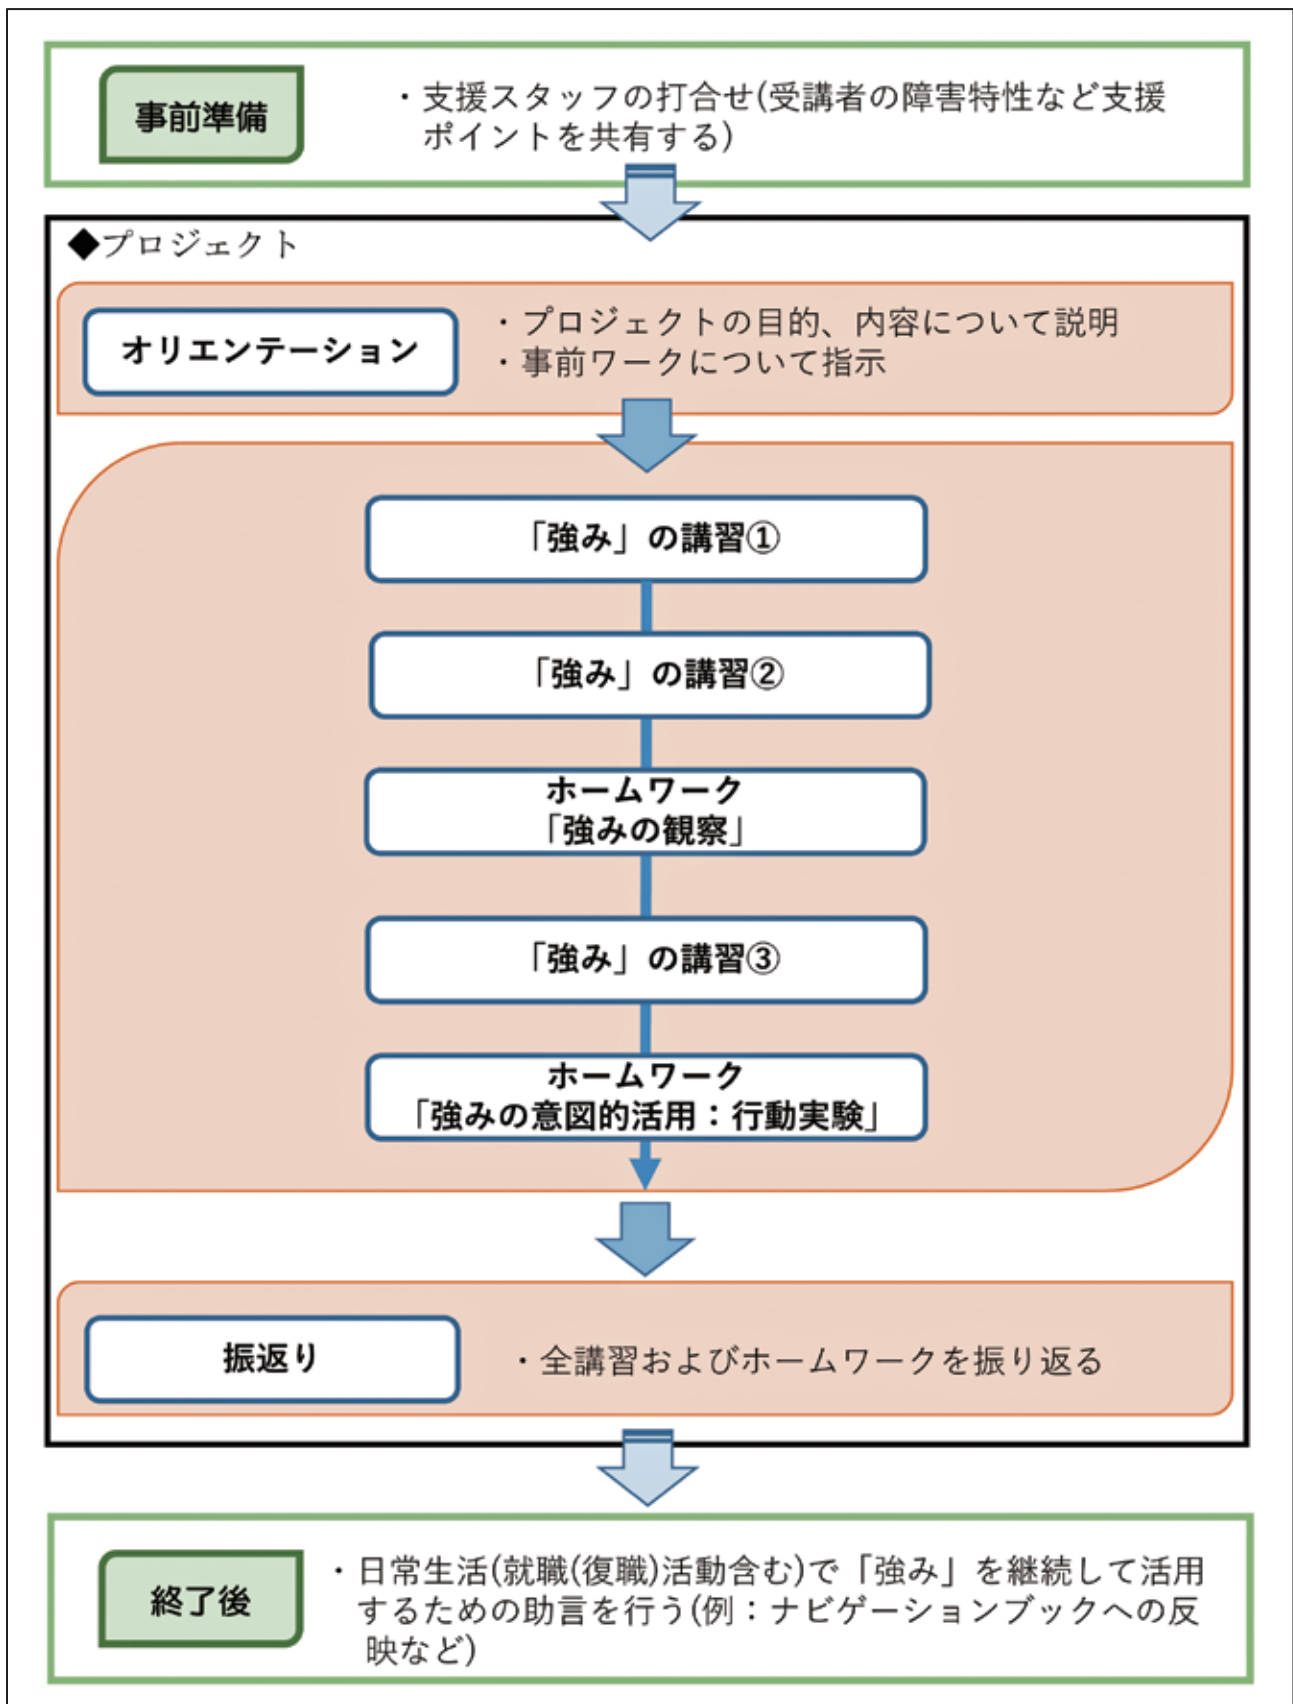 事前準備
・支援スタッフの打合せ(受講者の障害特性など支援
ポイントを共有する)
◆プロジェクト
オリエンテーション
・プロジェクトの目的、内容について説明
・事前ワークについて指示
「強み」の講習①
「強み」の講習②
ホームワーク
「強みの観察」
「強み」の講習③
ホームワーク
「強みの意図的活用：行動実験」
振返り
・全講習およびホームワークを振り返る
終了後
・日常生活(就職(復職)活動含む)で「強み」を継続して活用
するための助言を行う(例：ナビゲーションブックへの反
映など)